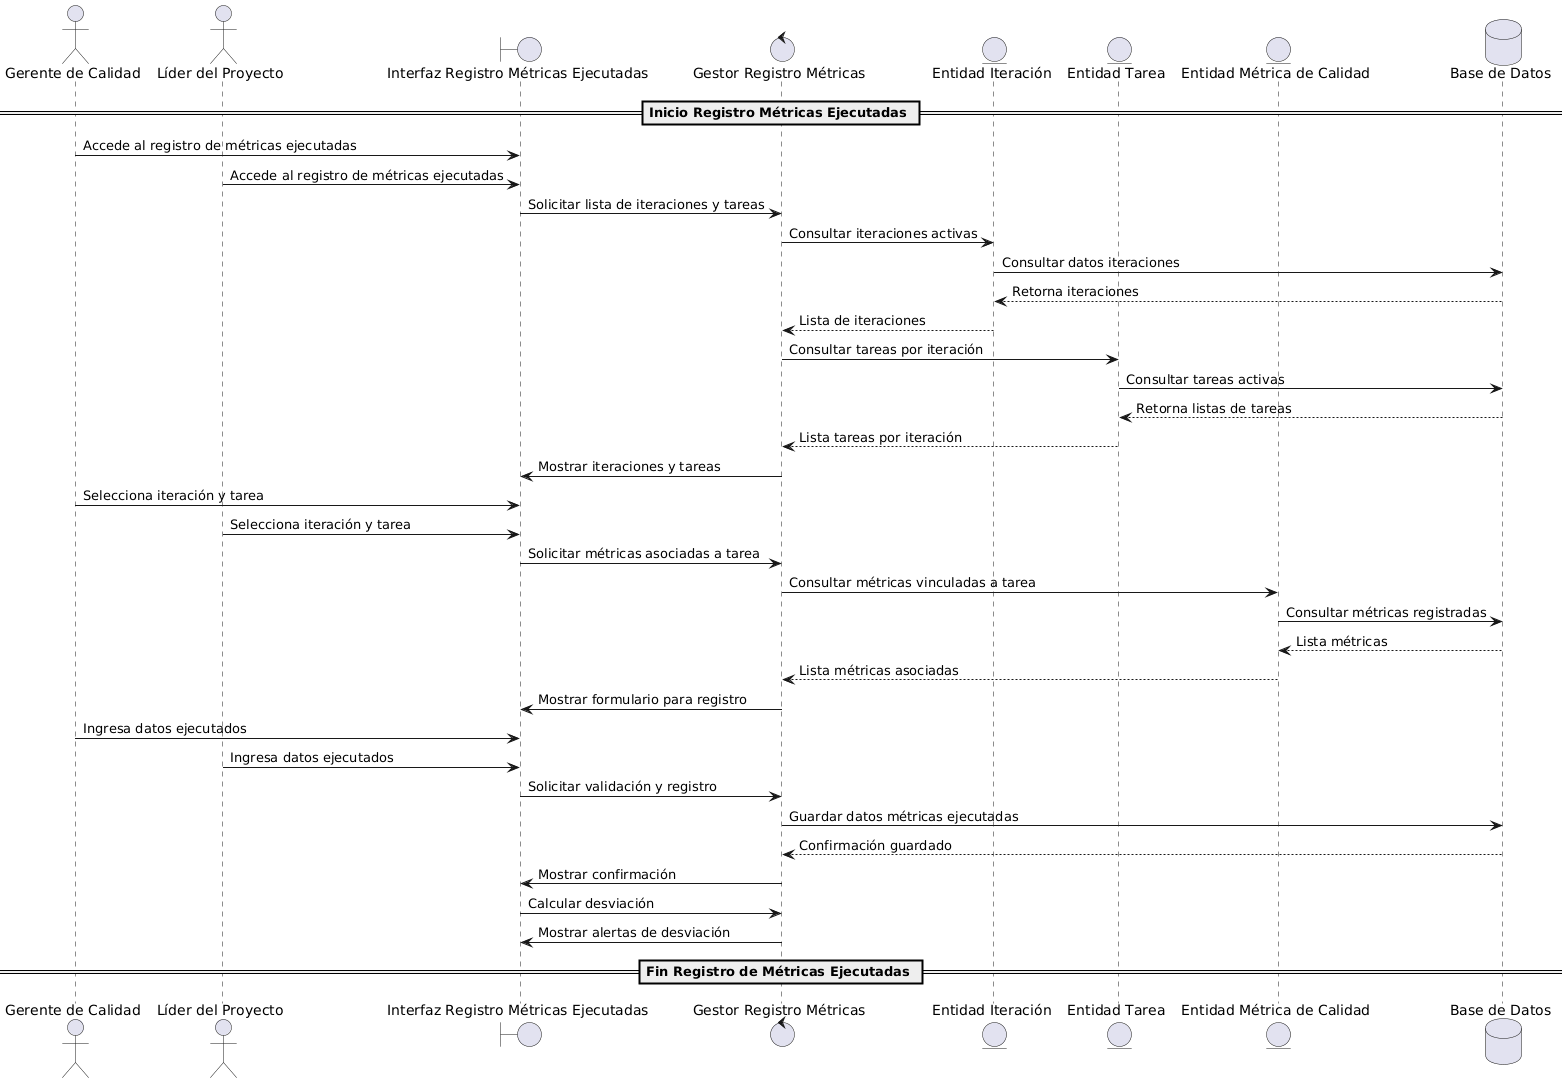 Gerente de Calidad
Líder del Proyecto
Interfaz Registro Métricas Ejecutadas
Gestor Registro Métricas
Entidad Iteración
Entidad Tarea
Entidad Métrica de Calidad
Base de Datos
Inicio Registro Métricas Ejecutadas
Accede al registro de métricas ejecutadas
Accede al registro de métricas ejecutadas
Solicitar lista de iteraciones y tareas
Consultar iteraciones activas
Consultar datos iteraciones
Retorna iteraciones
Lista de iteraciones
Consultar tareas por iteración
Consultar tareas activas
Retorna listas de tareas
Lista tareas por iteración
Mostrar iteraciones y tareas
Selecciona iteración y tarea
Selecciona iteración y tarea
Solicitar métricas asociadas a tarea
Consultar métricas vinculadas a tarea
Consultar métricas registradas
Lista métricas
Lista métricas asociadas
Mostrar formulario para registro
Ingresa datos ejecutados
Ingresa datos ejecutados
Solicitar validación y registro
Guardar datos métricas ejecutadas
Confirmación guardado
Mostrar confirmación
Calcular desviación
Mostrar alertas de desviación
Fin Registro de Métricas Ejecutadas
Gerente de Calidad
Líder del Proyecto
Interfaz Registro Métricas Ejecutadas
Gestor Registro Métricas
Entidad Iteración
Entidad Tarea
Entidad Métrica de Calidad
Base de Datos